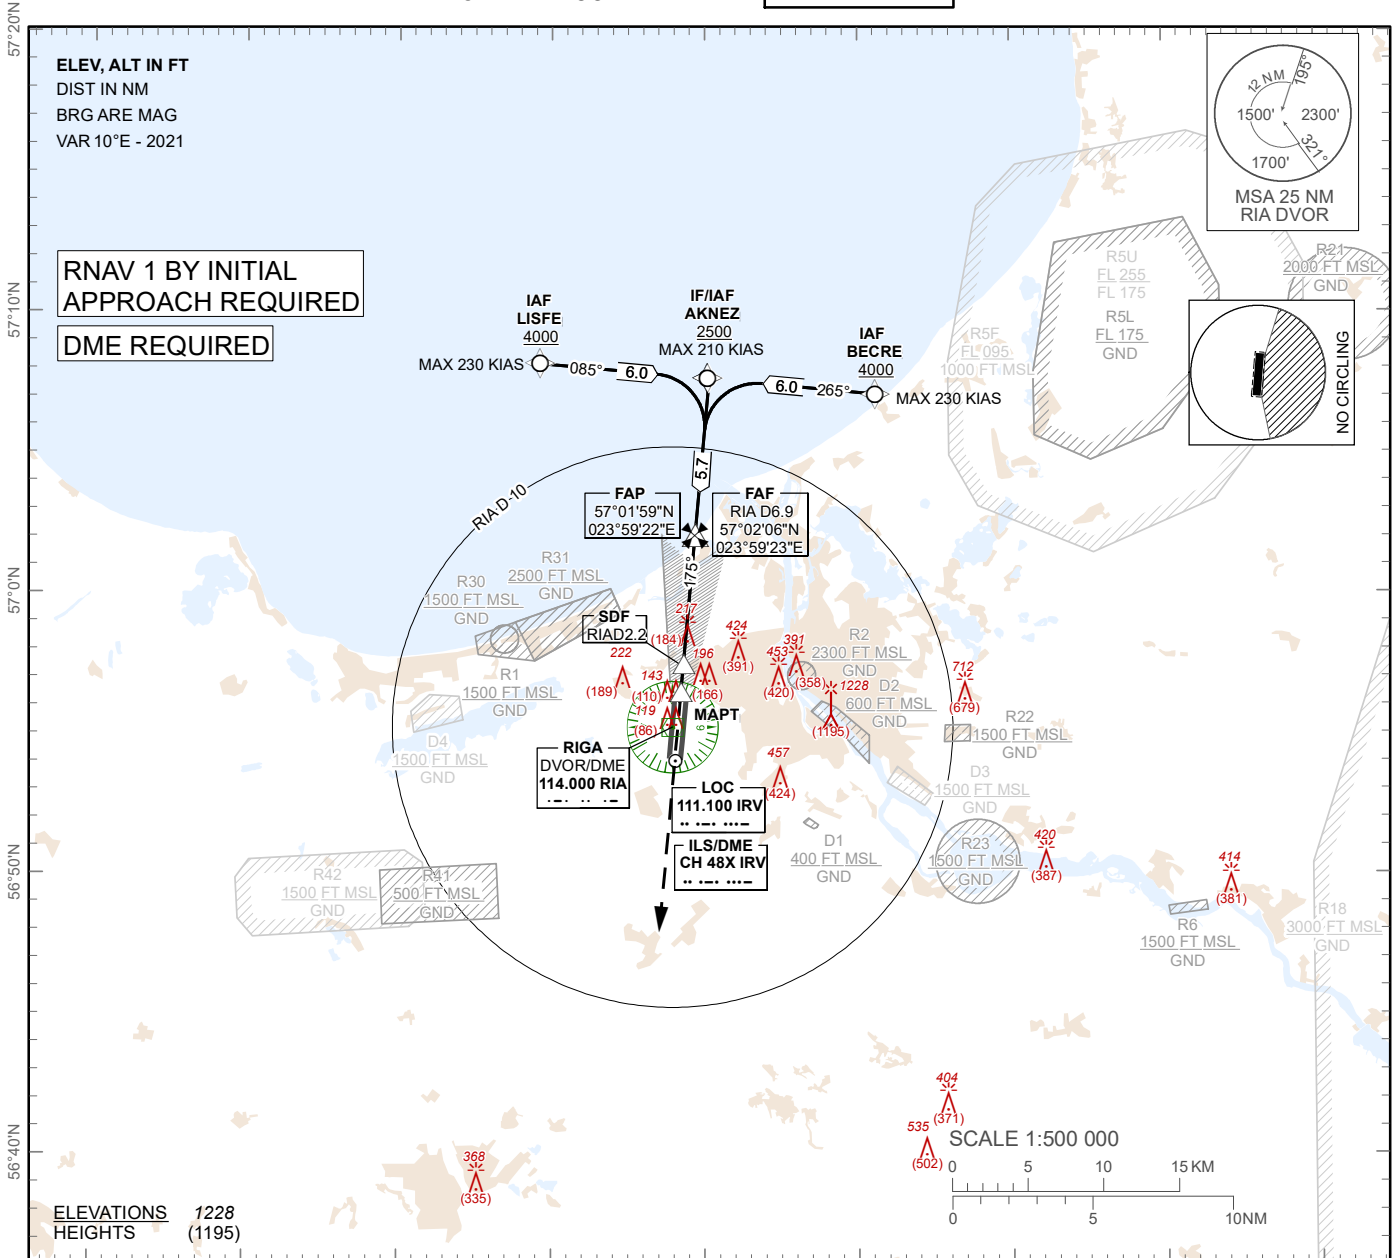 57°20'N
ELEV, ALT IN FT
DIST IN NM
BRG ARE MAG
VAR 10°E - 2021
RNAV 1 BY INITIAL
APPROACH REQUIRED
DME REQUIRED
12 NM
195°
1500'
2300'
321°
1700'
MSA 25 NM
RIA DVOR
R21
2000 FT MSL
GND
R5U
FL 255
FL 175
R5L
FL 175
GND
R5F
FL 095
1000 FT MSL
NO CIRCLING
57°10'N
IAF
LISFE
4000
MAX 230 KIAS
IF/IAF
AKNEZ
2500
MAX 210 KIAS
IAF
BECRE
4000
MAX 230 KIAS
085°
6.0
6.0
265°
5.7
RIA-D-10
FAP
57°01'59"N
023°59'22"E
FAF
RIA D6.9
57°02'06"N
023°59'23"E
175°
57°0'N
R31
2500 FT MSL
GND
R30
1500 FT MSL
GND
SDF
RIAD2.2
217
(184)
424
(391)
391
(358)
453
(420)
R2
2300 FT MSL
GND
222
(189)
196
(166)
143
(110)
119
(86)
1228
(1195)
D2
600 FT MSL
GND
712
(679)
R1
1500 FT MSL
GND
MAPT
R22
1500 FT MSL
GND
D4
1500 FT MSL
GND
RIGA
DVOR/DME
114.000 RIA
457
(424)
D3
1500 FT MSL
GND
LOC
111.100 IRV
ILS/DME
CH 48X IRV
D1
400 FT MSL
GND
R23
1500 FT MSL
GND
420
(387)
414
(381)
56°50'N
R42
1500 FT MSL
GND
R41
500 FT MSL
GND
R6
1500 FT MSL
GND
R18
3000 FT MSL
GND
404
(371)
535
(502)
56°40'N
368
(335)
SCALE 1:500 000
0 5 10 15 KM
0 5 10NM
ELEVATIONS 1228
HEIGHTS (1195)